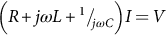 (R + jωL + 1/jωC) I = V